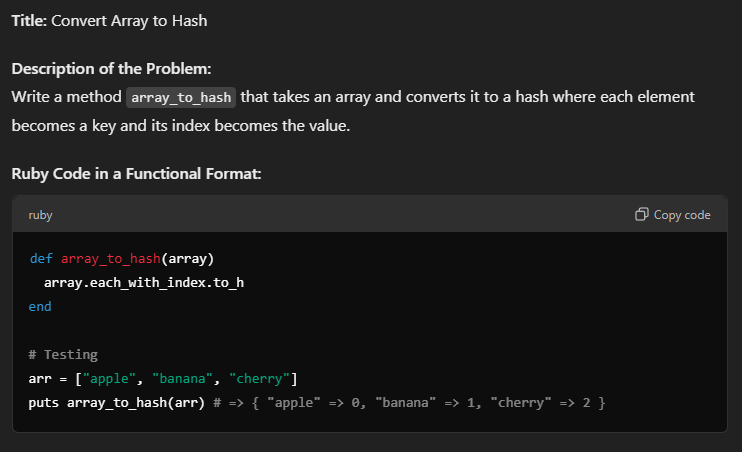 Title: Convert Array to Hash
Description of the Problem:
Write a method array_to_hash that takes an array and converts it to a hash where each element
becomes a key and its index becomes the value.
Ruby Code in a Functional Format:
ruby
Copy code
def array_to_hash(array)
  array.each_with_index.to_h
end
# Testing
arr = ["apple", "banana", "cherry"]
puts array_to_hash(arr) # => { "apple" => 0, "banana" => 1, "cherry" => 2 }